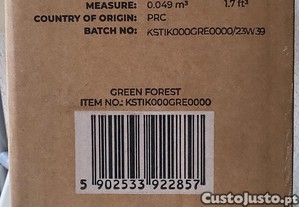 MEASURE: 0.049 m³ 1.7 ft³
COUNTRY OF ORIGIN: PRC
BATCH NO: KSTIK000GRE0000/23W39
GREEN FOREST
ITEM NO.: KSTIK000GRE0000
5 902533 922857
CustoJusto.pt